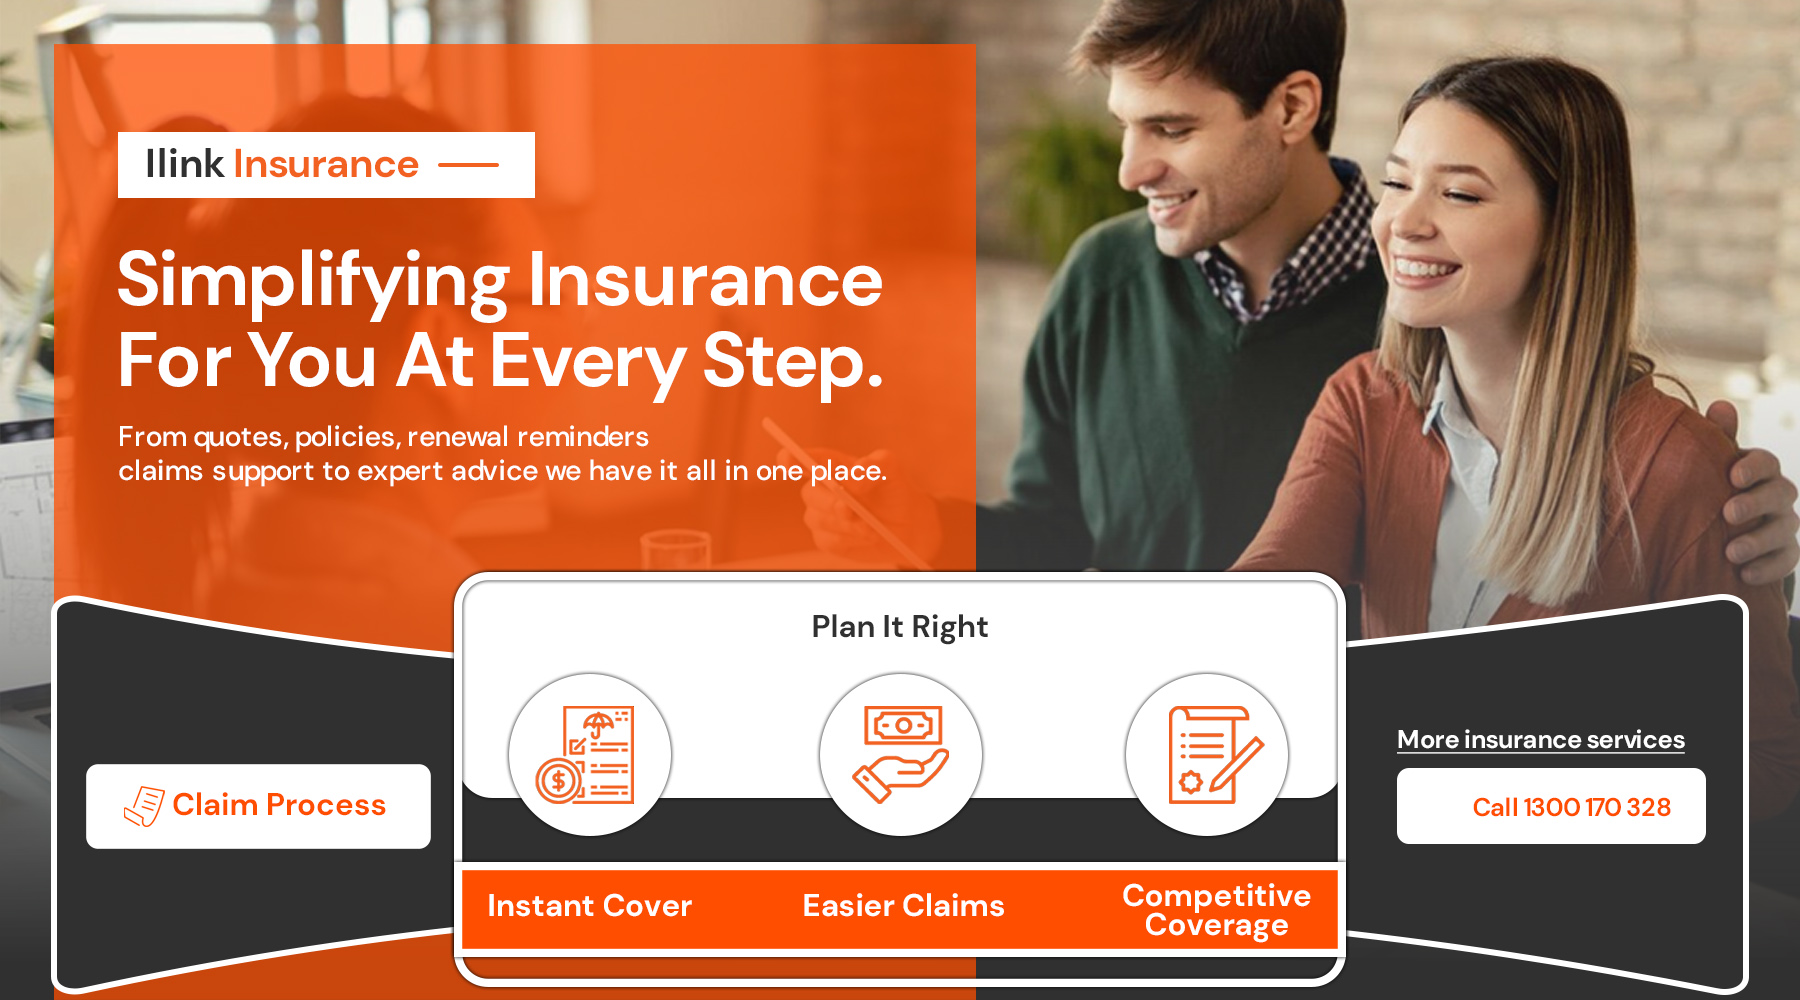 Ilink Insurance
Simplifying Insurance
For You At Every Step.
From quotes, policies, renewal reminders
claims support to expert advice we have it all in one place.
Plan It Right
$
Claim Process
More insurance services
Call 1300 170 328
Instant Cover
Easier Claims
Competitive
Coverage